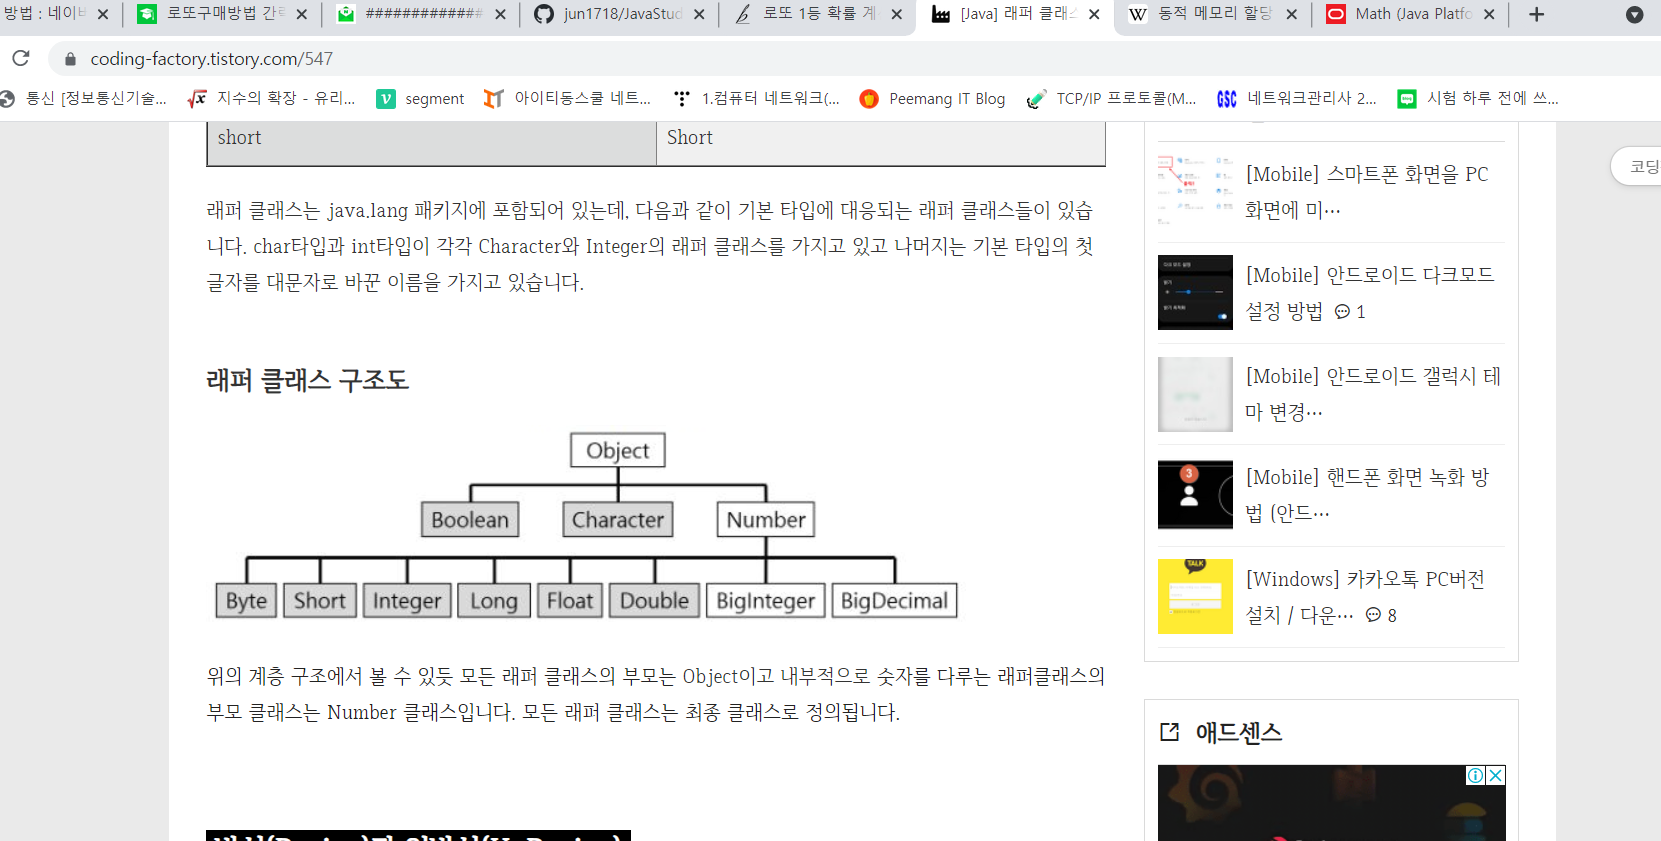 방법 : 네이버
로또구매방법 간략
##############
jun1718/JavaStud
로또 1등 확률 계
[Java] 래퍼 클래스
동적 메모리 할당
Math (Java Platfo
coding-factory.tistory.com/547
통신 [정보통신기술...
지수의 확장 - 유리...
segment
아이티동스쿨 네트...
1.컴퓨터 네트워크(...
Peemang IT Blog
TCP/IP 프로토콜(M...
네트워크관리사 2...
시험 하루 전에 쓰...
short
Short
래퍼 클래스는 java.lang 패키지에 포함되어 있는데, 다음과 같이 기본 타입에 대응되는 래퍼 클래스들이 있습
니다. char타입과 int타입이 각각 Character와 Integer의 래퍼 클래스를 가지고 있고 나머지는 기본 타입의 첫
글자를 대문자로 바꾼 이름을 가지고 있습니다.
래퍼 클래스 구조도
Object
Boolean
Character
Number
Byte
Short
Integer
Long
Float
Double
BigInteger
BigDecimal
위의 계층 구조에서 볼 수 있듯 모든 래퍼 클래스의 부모는 Object이고 내부적으로 숫자를 다루는 래퍼클래스의
부모 클래스는 Number 클래스입니다. 모든 래퍼 클래스는 최종 클래스로 정의됩니다.
코딩
[Mobile] 스마트폰 화면을 PC
화면에 미…
[Mobile] 안드로이드 다크모드
설정 방법 1
[Mobile] 안드로이드 갤럭시 테
마 변경…
3
[Mobile] 핸드폰 화면 녹화 방
법 (안드…
TALK
[Windows] 카카오톡 PC버전
설치 / 다운… 8
애드센스